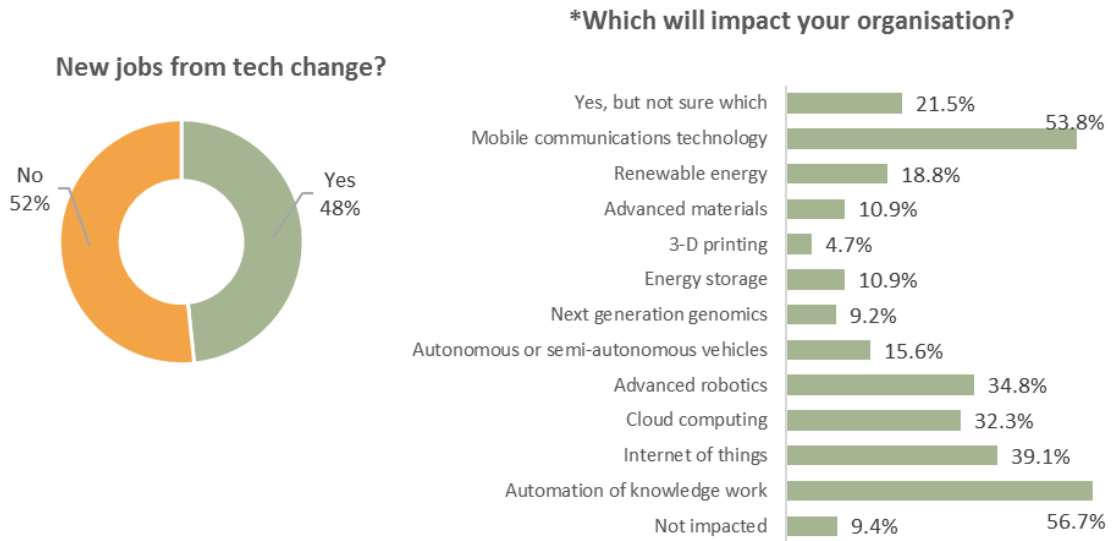 *Which will impact your organisation?
New jobs from tech change?
No
52%
Yes
48%
Yes, but not sure which 21.5%
Mobile communications technology 53.8%
Renewable energy 18.8%
Advanced materials 10.9%
3-D printing 4.7%
Energy storage 10.9%
Next generation genomics 9.2%
Autonomous or semi-autonomous vehicles 15.6%
Advanced robotics 34.8%
Cloud computing 32.3%
Internet of things 39.1%
Automation of knowledge work 56.7%
Not impacted 9.4%